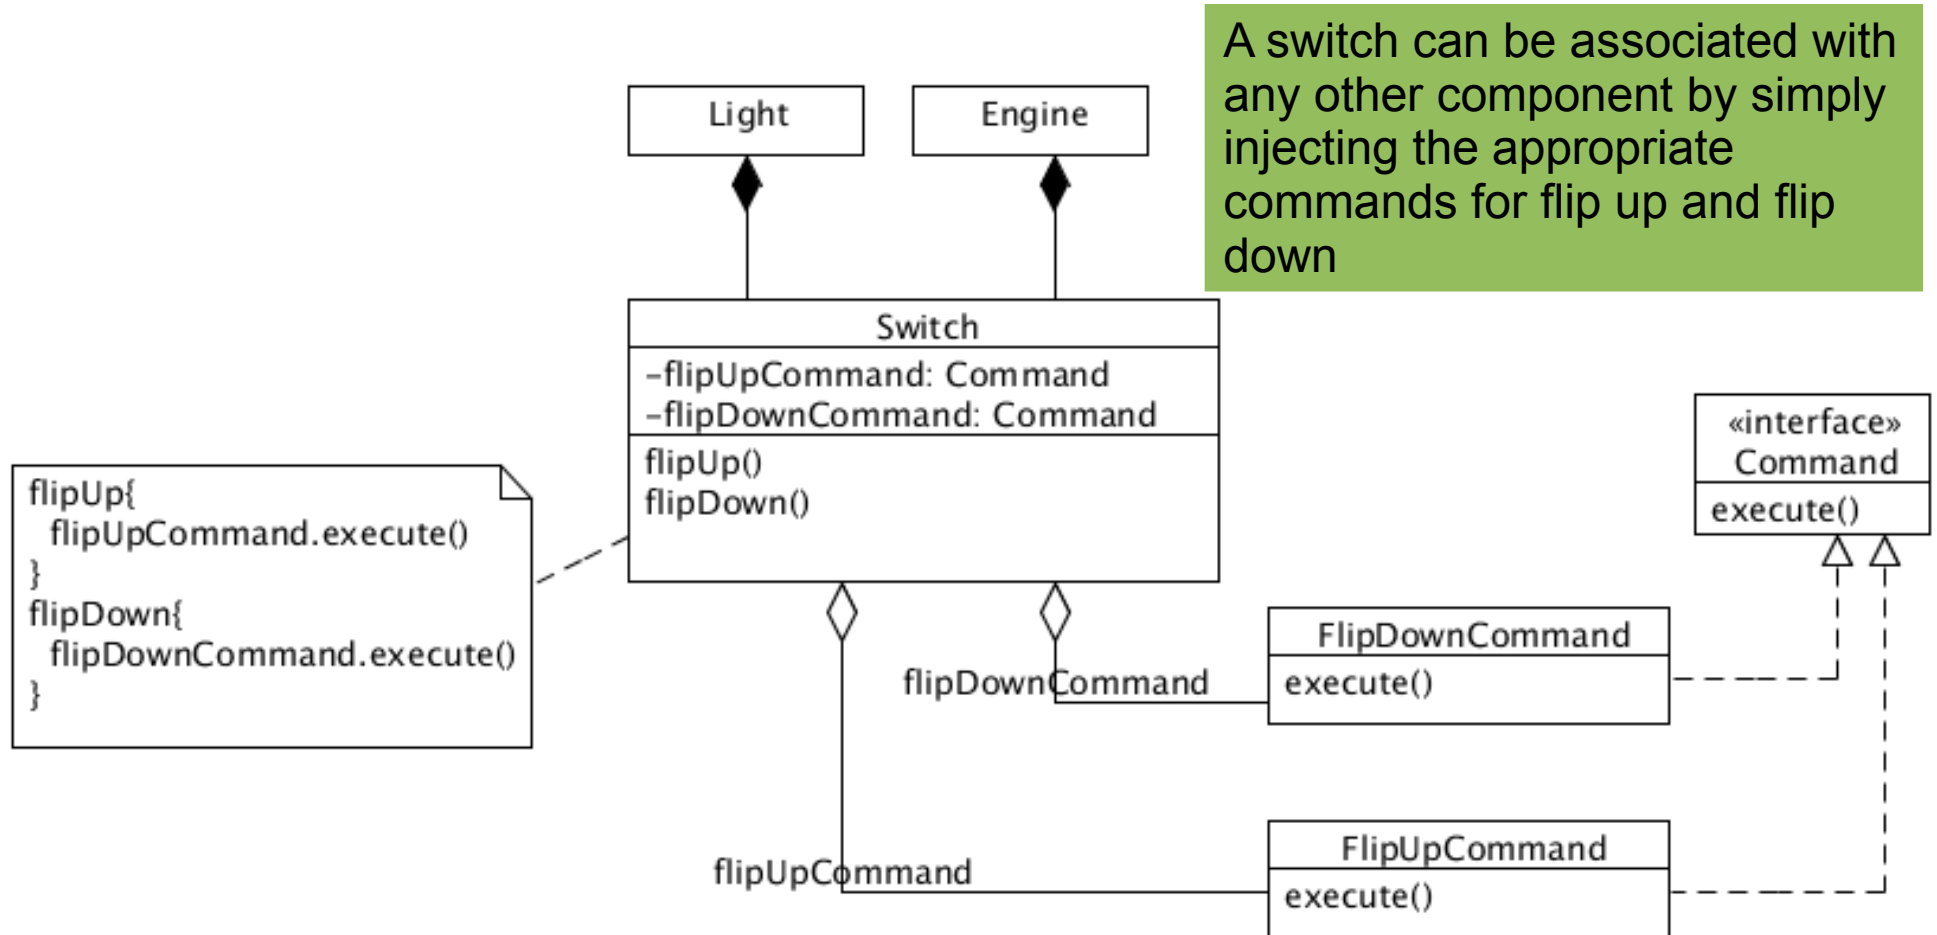 A switch can be associated with
any other component by simply
injecting the appropriate
commands for flip up and flip
down
Light
Engine
Switch
–flipUpCommand: Command
–flipDownCommand: Command
flipUp()
flipDown()
«interface»
Command
execute()
flipUp{
flipUpCommand.execute()
}
flipDown{
flipDownCommand.execute()
}
flipDownCommand
FlipDownCommand
execute()
flipUpCommand
FlipUpCommand
execute()